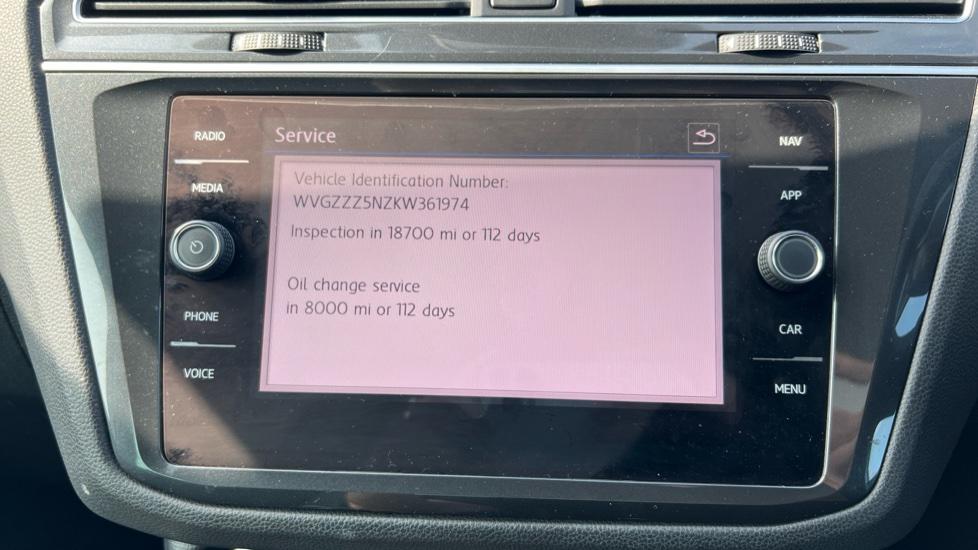 RADIO
Service
NAV
MEDIA
Vehicle Identification Number:
WVGZZZ5NZKW361974
APP
Inspection in 18700 mi or 112 days
Oil change service
in 8000 mi or 112 days
PHONE
CAR
VOICE
MENU